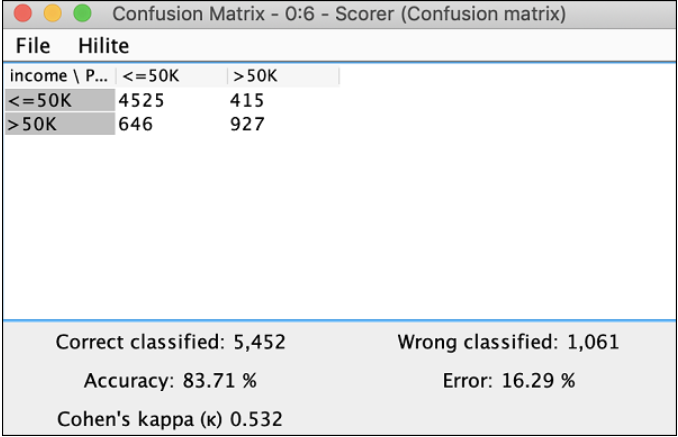 Confusion Matrix - 0:6 - Scorer (Confusion matrix)
File Hilite
income \ P... <=50K >50K
<=50K 4525 415
>50K 646 927
Correct classified: 5,452 Wrong classified: 1,061
Accuracy: 83.71 % Error: 16.29 %
Cohen's kappa (κ) 0.532